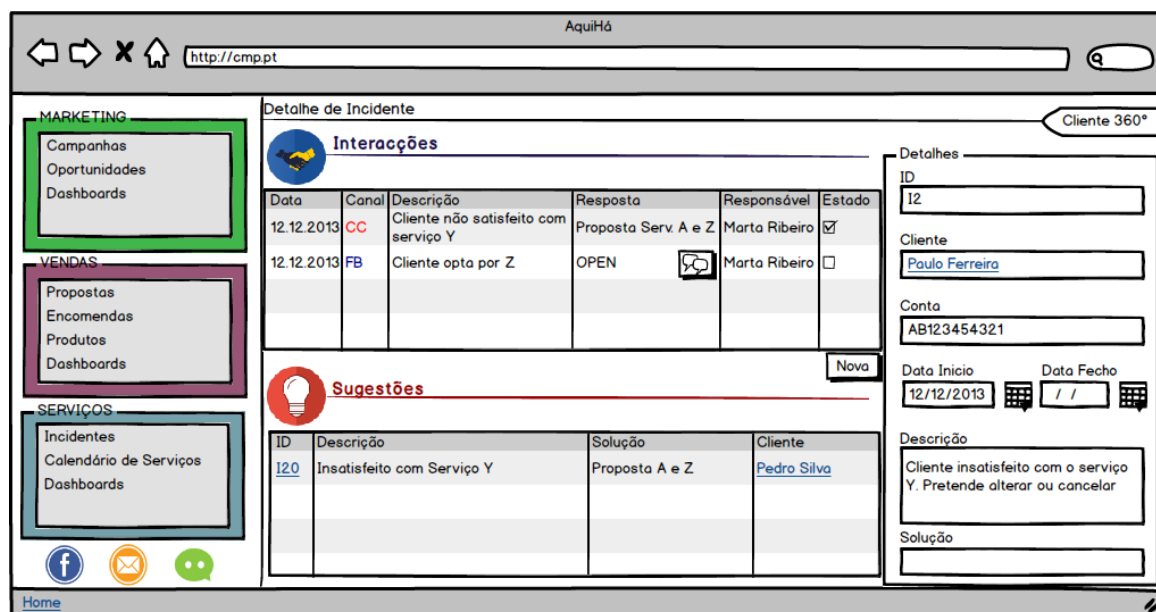 AquiHá
http://cmp.pt
MARKETING
Campanhas
Oportunidades
Dashboards
VENDAS
Propostas
Encomendas
Produtos
Dashboards
SERVIÇOS
Incidentes
Calendário de Serviços
Dashboards
Detalhe de Incidente
Cliente 360°
Interacções
Data Canal Descrição Resposta Responsável Estado
12.12.2013 CC Cliente não satisfeito com serviço Y Proposta Serv. A e Z Marta Ribeiro
12.12.2013 FB Cliente opta por Z OPEN Marta Ribeiro
Nova
Sugestões
ID Descrição Solução Cliente
I20 Insatisfeito com Serviço Y Proposta A e Z Pedro Silva
Detalhes
ID
I2
Cliente
Paulo Ferreira
Conta
AB123454321
Data Inicio Data Fecho
12/12/2013 / /
Descrição
Cliente insatisfeito com o serviço
Y. Pretende alterar ou cancelar
Solução
f
Home